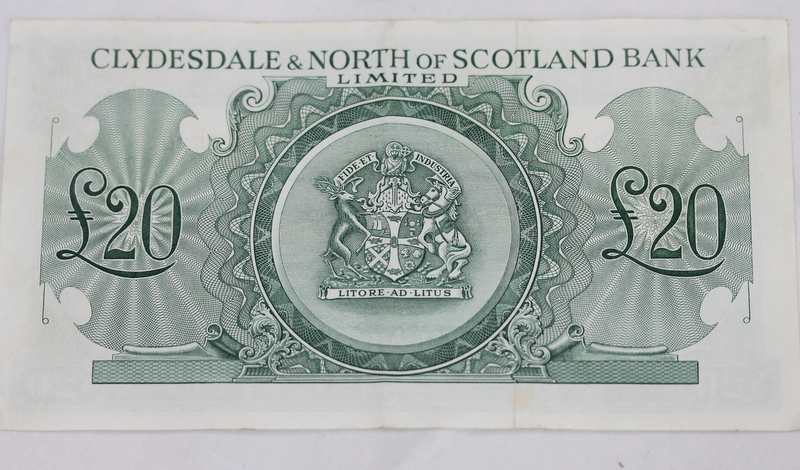 CLYDESDALE & NORTH OF SCOTLAND BANK
LIMITED
FIDE·ET INDUSTRIA
£20
£20
LITORE·AD·LITUS